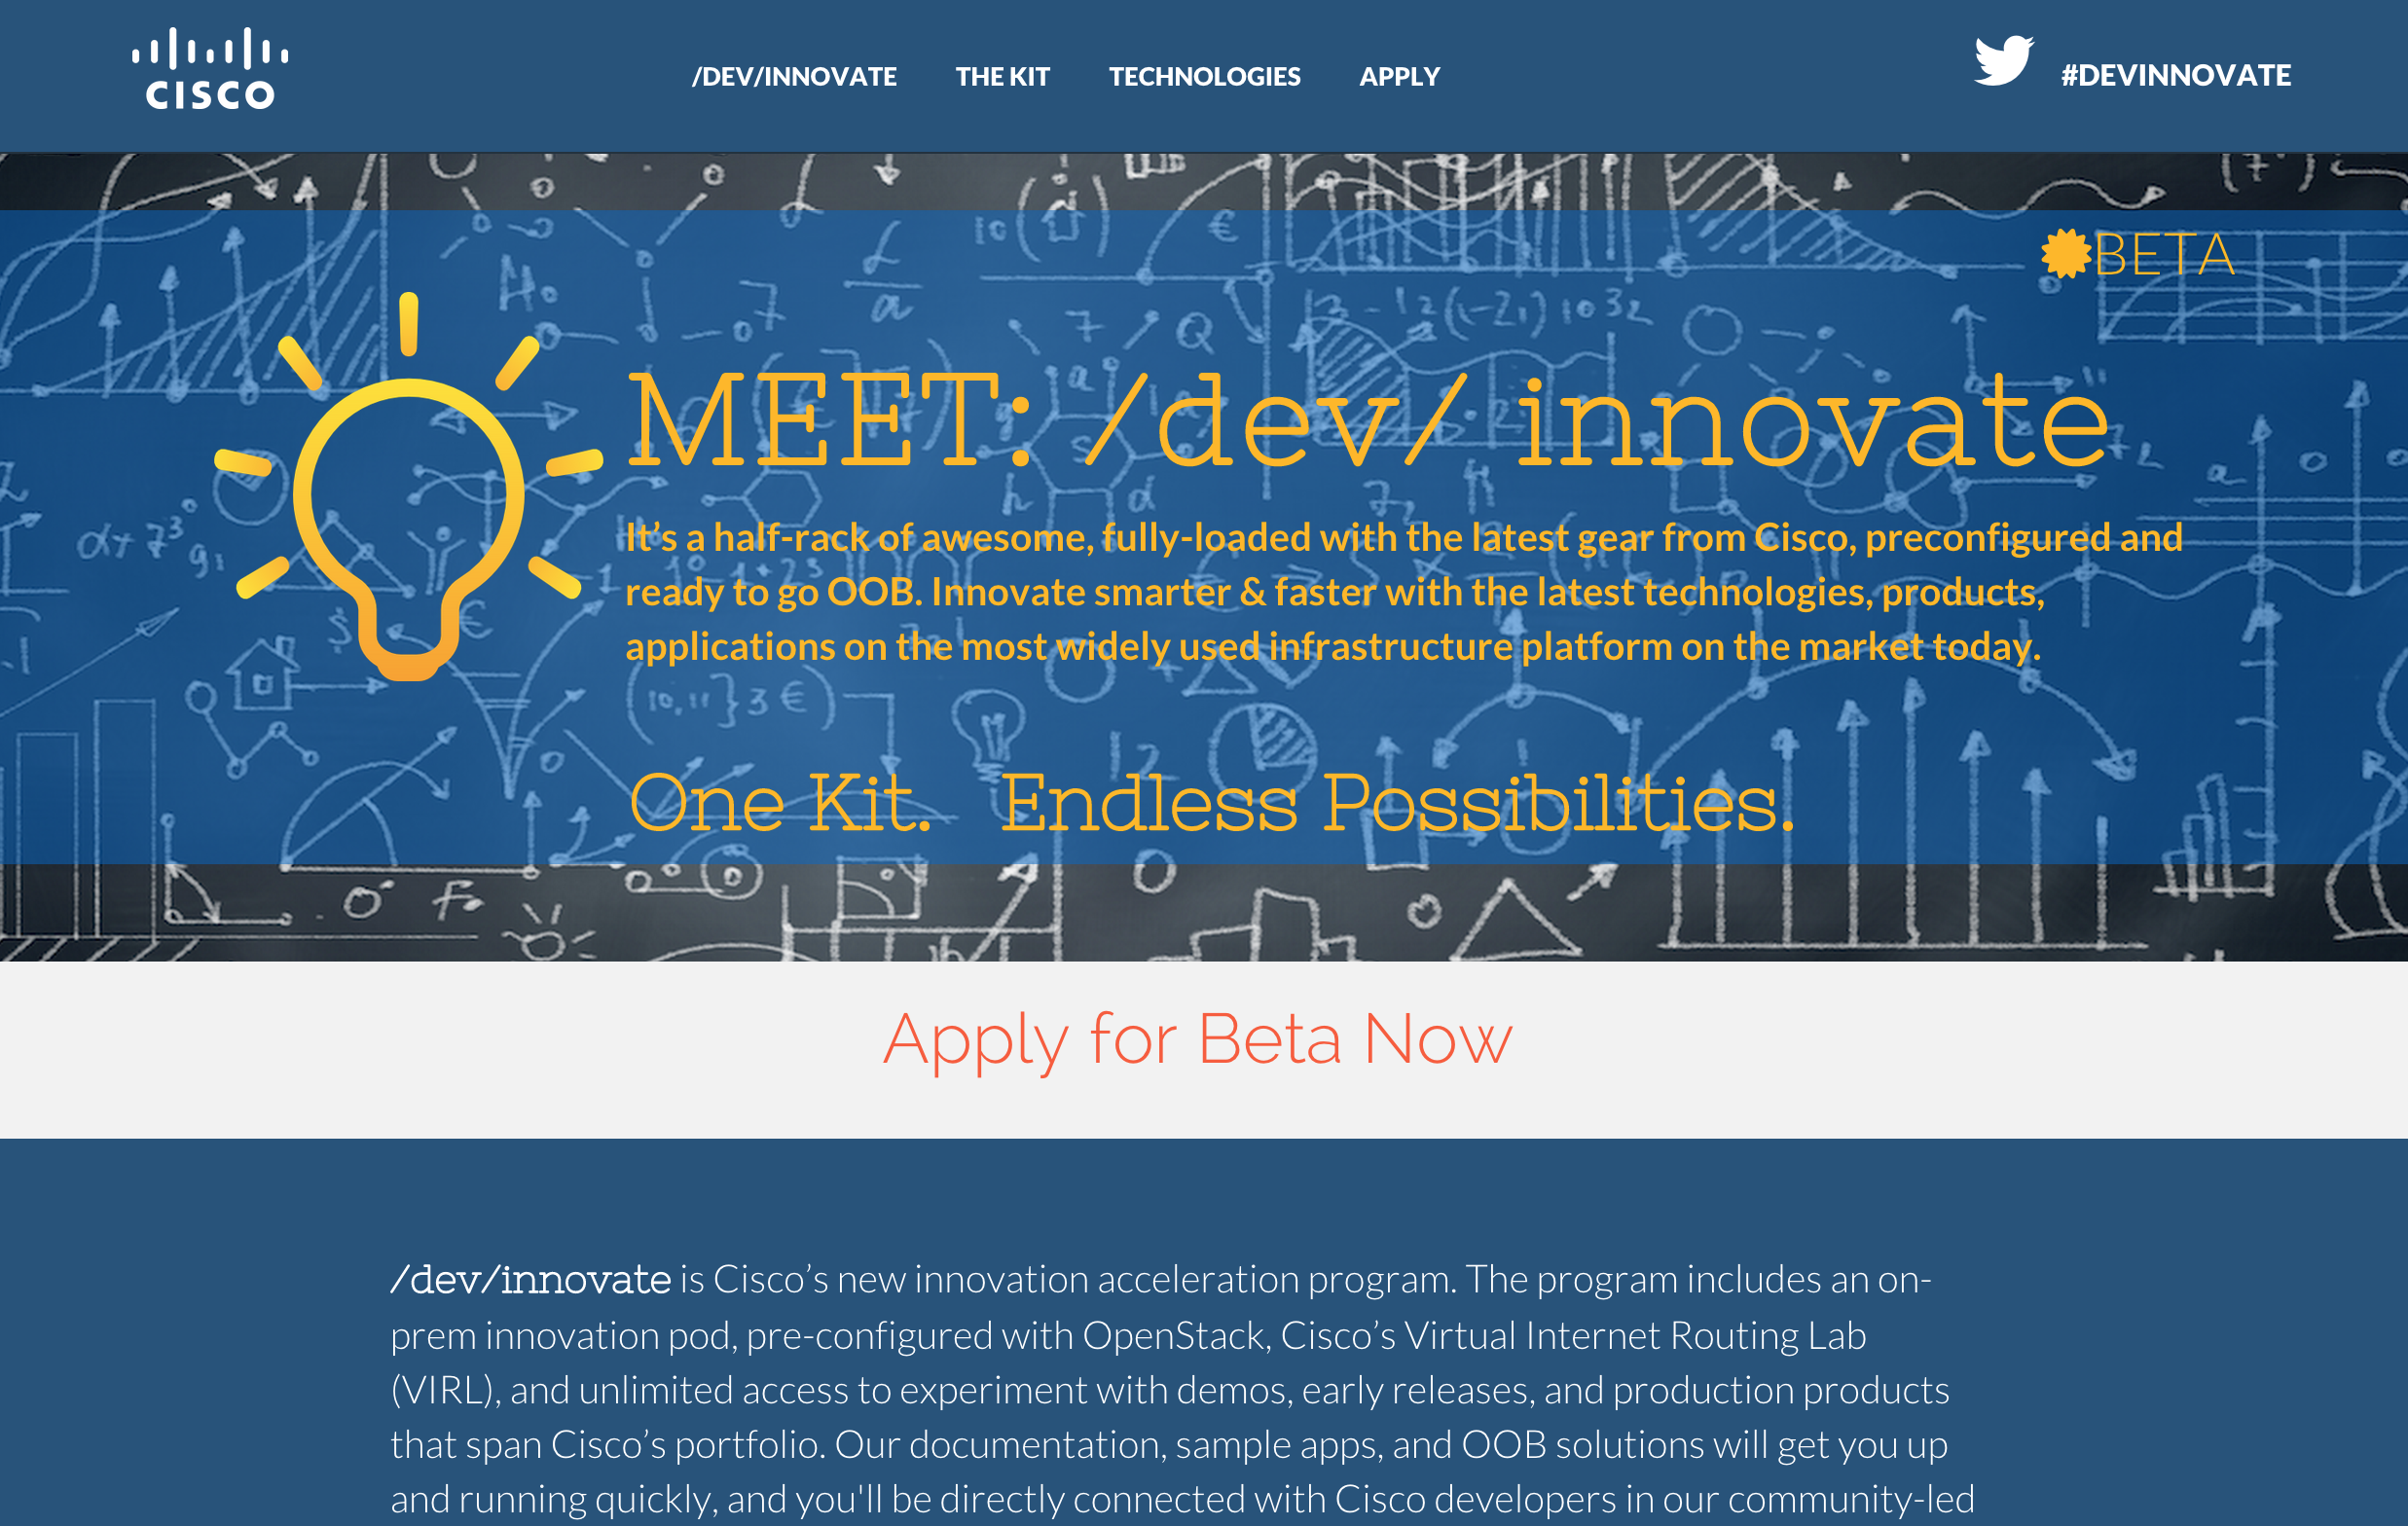 CISCO
/DEV/INNOVATE THE KIT TECHNOLOGIES APPLY
#DEVINNOVATE
BETA
MEET: /dev/ innovate
It's a half-rack of awesome, fully-loaded with the latest gear from Cisco, preconfigured and
ready to go OOB. Innovate smarter & faster with the latest technologies, products,
applications on the most widely used infrastructure platform on the market today.
One Kit. Endless Possibilities.
Apply for Beta Now
/dev/innovate is Cisco's new innovation acceleration program. The program includes an on-
prem innovation pod, pre-configured with OpenStack, Cisco's Virtual Internet Routing Lab
(VIRL), and unlimited access to experiment with demos, early releases, and production products
that span Cisco's portfolio. Our documentation, sample apps, and OOB solutions will get you up
and running quickly, and you'll be directly connected with Cisco developers in our community-led